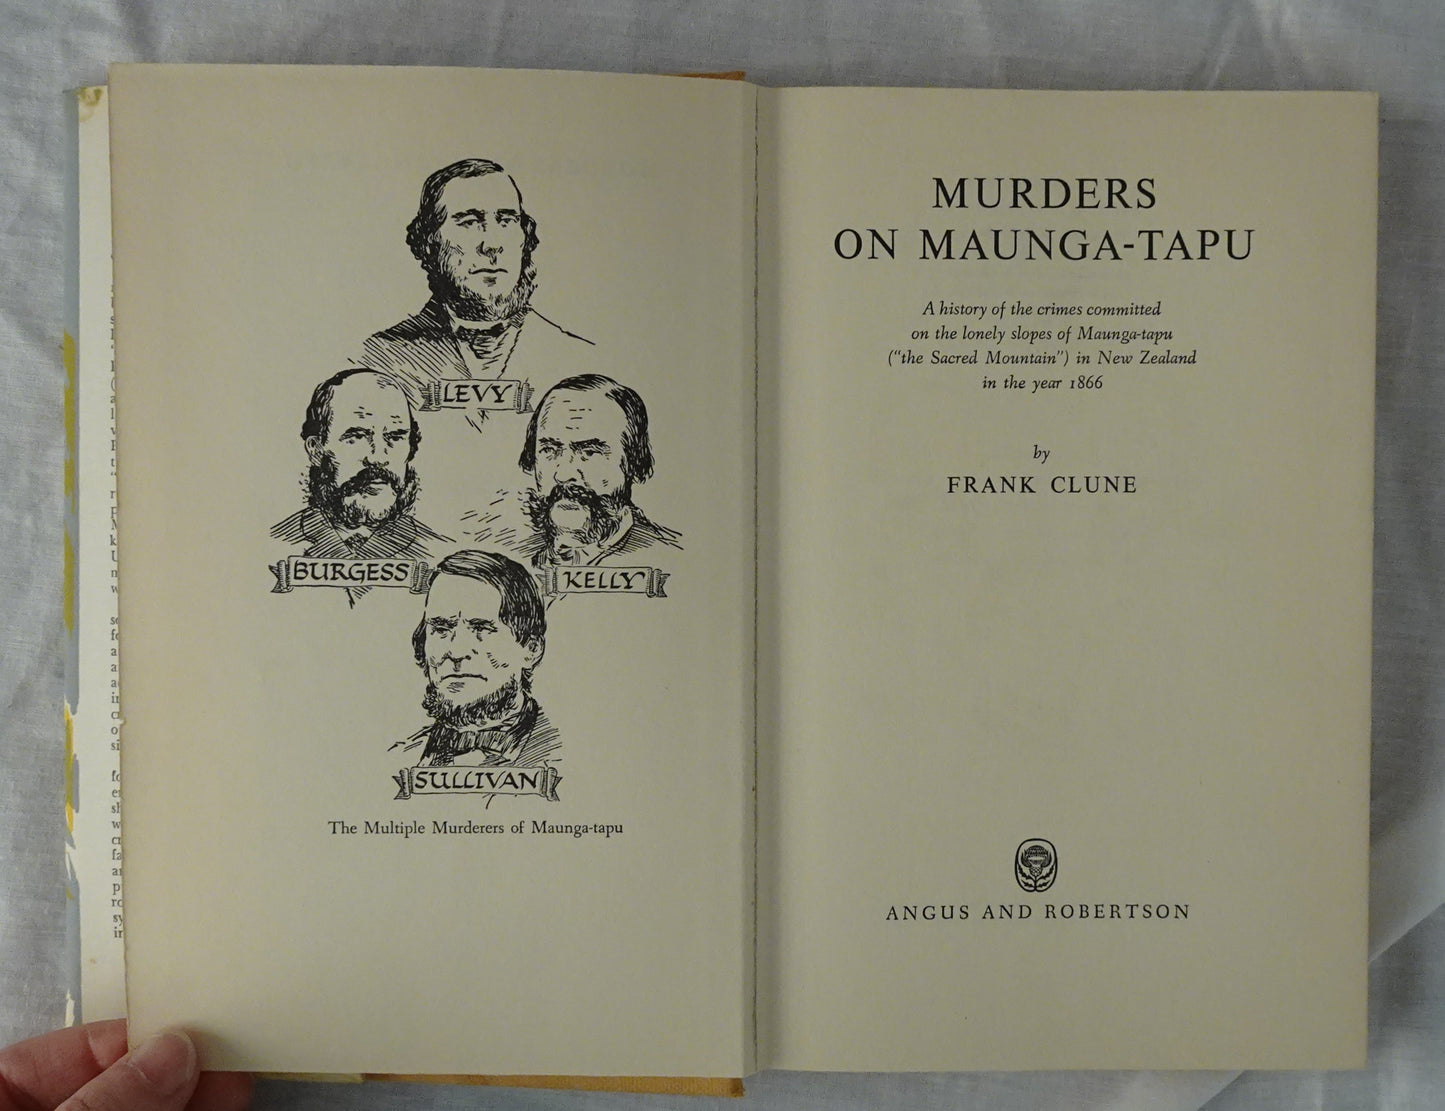 LEVY
BURGESS
KELLY
SULLIVAN
The Multiple Murderers of Maunga-tapu
MURDERS
ON MAUNGA-TAPU
A history of the crimes committed
on the lonely slopes of Maunga-tapu
("the Sacred Mountain") in New Zealand
in the year 1866
by
FRANK CLUNE
ANGUS AND ROBERTSON